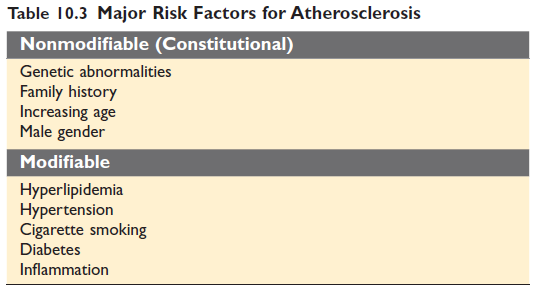 Table 10.3 Major Risk Factors for Atherosclerosis
Nonmodifiable (Constitutional)
Genetic abnormalities
Family history
Increasing age
Male gender
Modifiable
Hyperlipidemia
Hypertension
Cigarette smoking
Diabetes
Inflammation